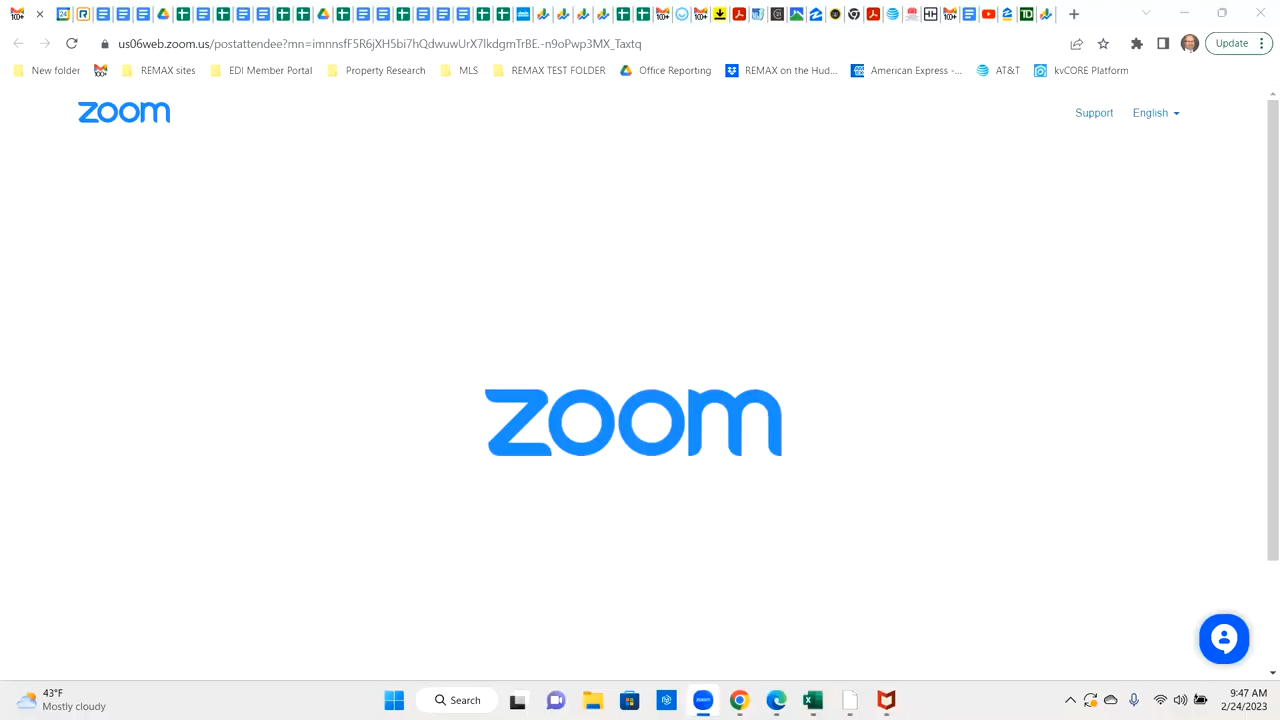 us06web.zoom.us/postattendee?mn=imnnsfF5R6jXH5bi7hQdwuwUrX7lkdgmTrBE.-n9oPwp3MX_Taxtq
Update
New folder
REMAX sites
EDI Member Portal
Property Research
MLS
REMAX TEST FOLDER
Office Reporting
REMAX on the Hud...
American Express -...
AT&T
kvCORE Platform
zoom
Support
English
zoom
43°F
Mostly cloudy
Search
zoom
9:47 AM
2/24/2023